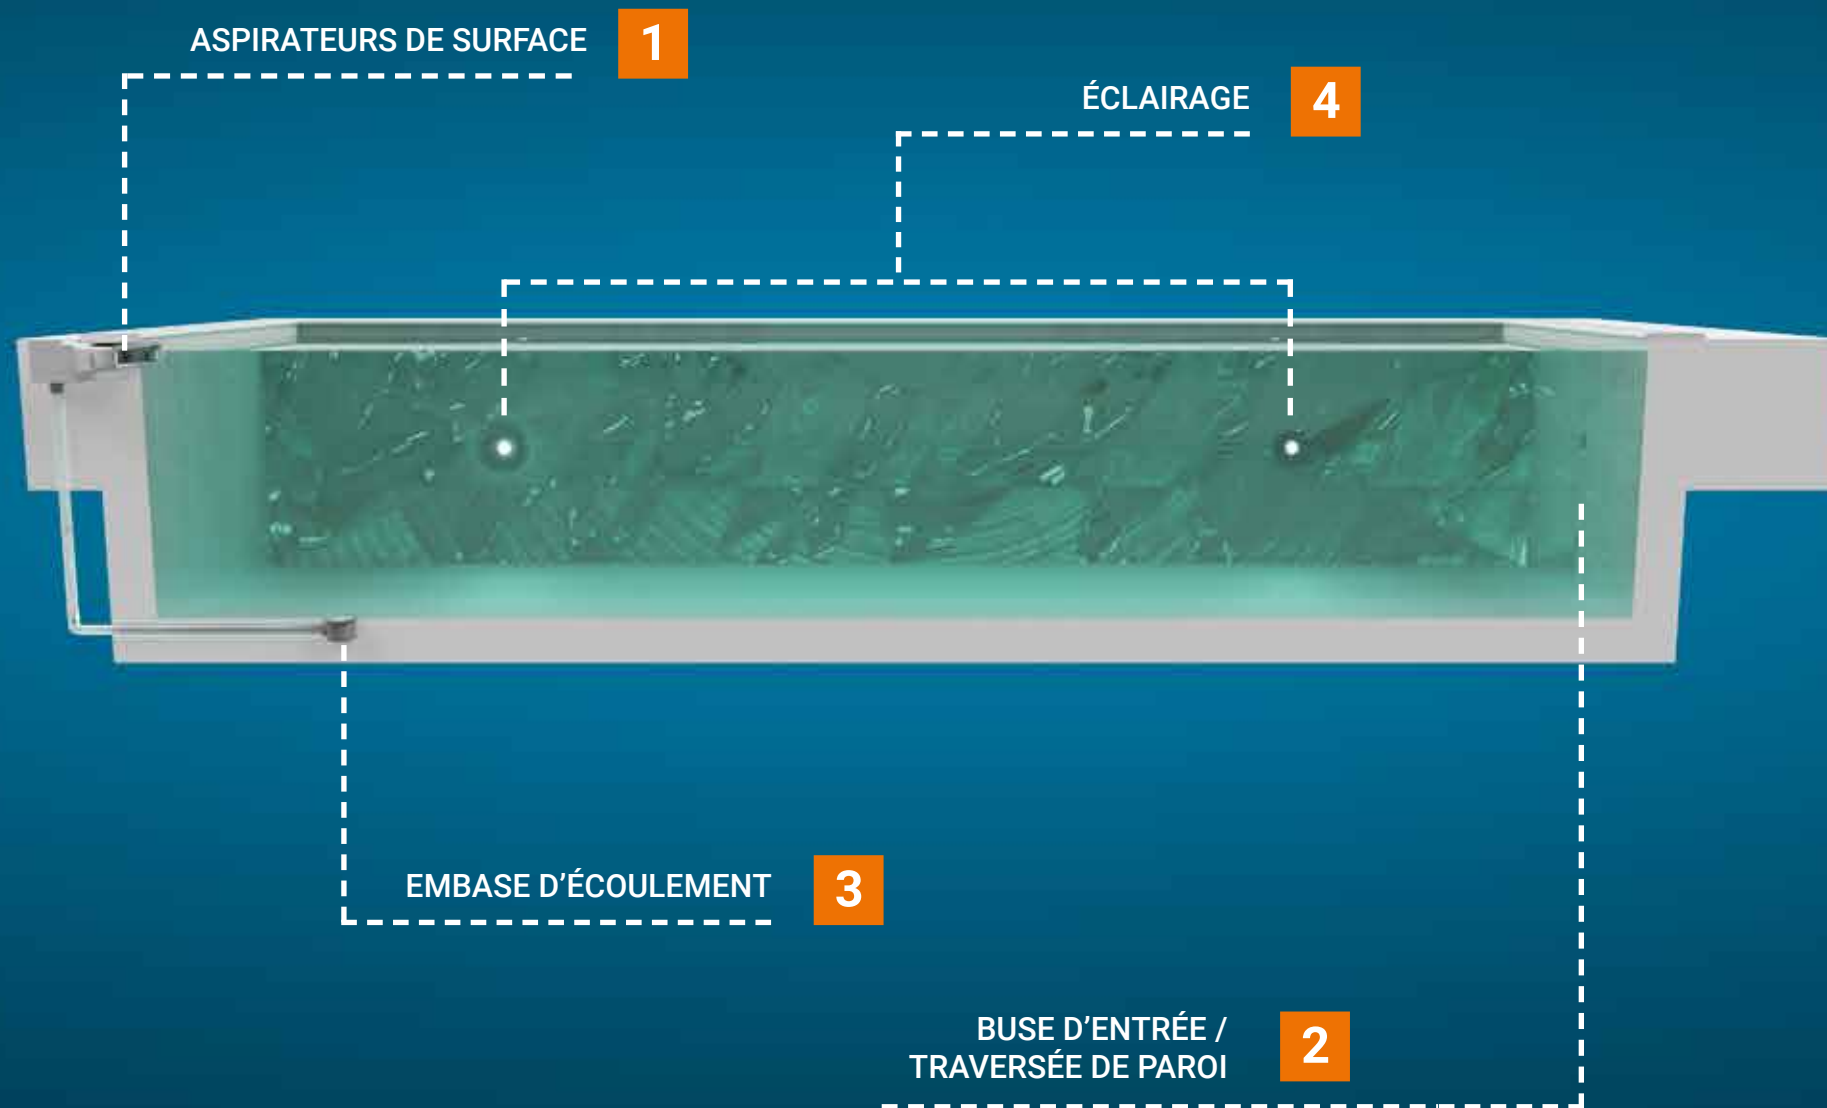 ASPIRATEURS DE SURFACE 1
ÉCLAIRAGE 4
EMBASE D’ÉCOULEMENT 3
BUSE D’ENTRÉE /
TRAVERSÉE DE PAROI 2